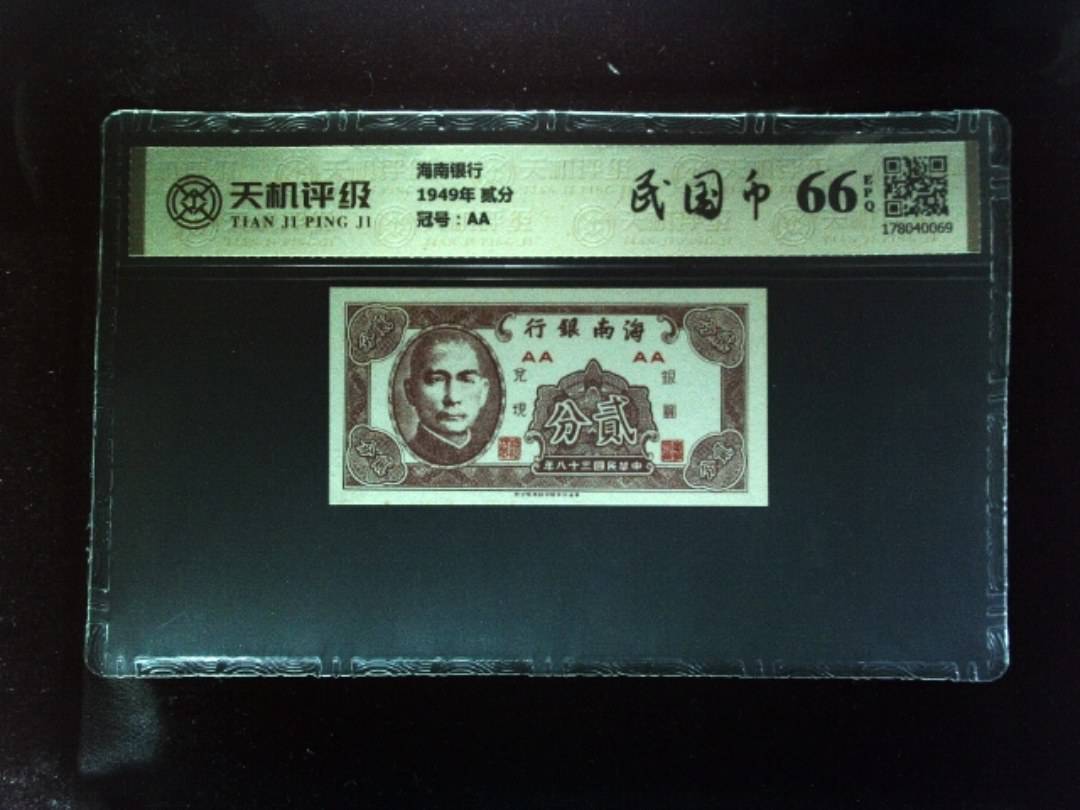 天机评级
TIAN JI PING JI
海南银行
1949年 贰分
冠号：AA
民国币
66
EPQ
178040069
行銀南海
AA
AA
兌現
銀圓
分貳
年八十三國民華中